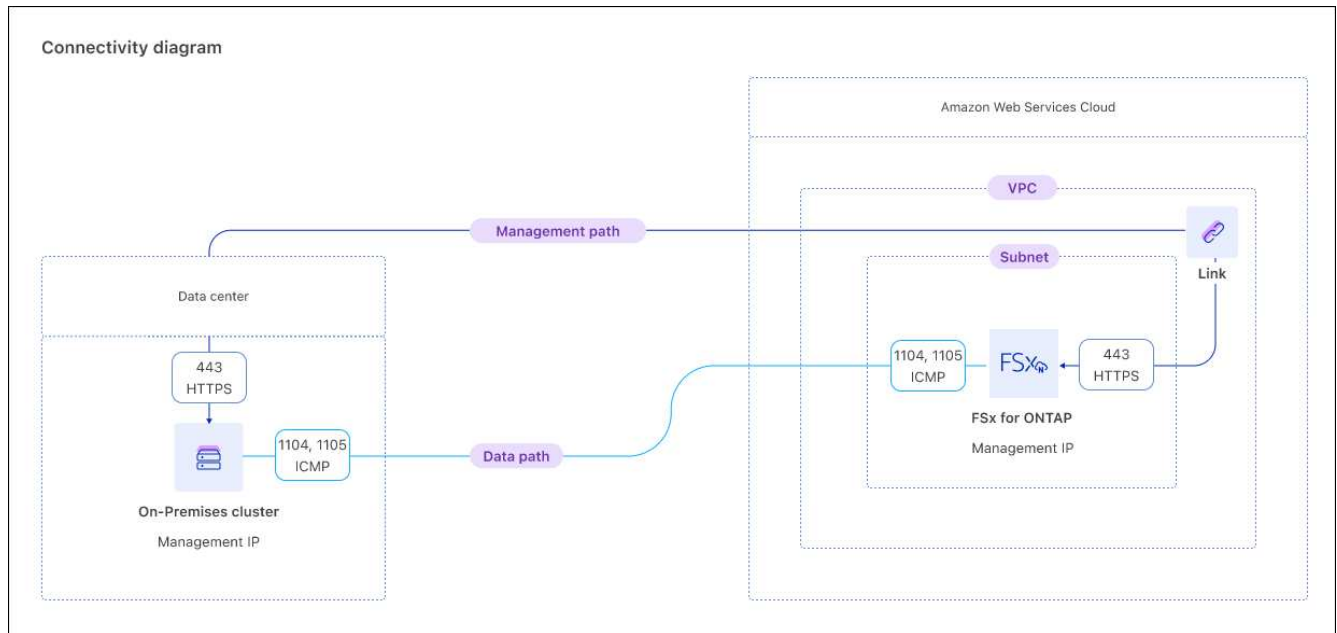 Connectivity diagram
Amazon Web Services Cloud
VPC
Management path
Link
Subnet
Data center
443
HTTPS
1104, 1105
ICMP
FSxN
443
HTTPS
FSx for ONTAP
Management IP
1104, 1105
ICMP
Data path
On-Premises cluster
Management IP